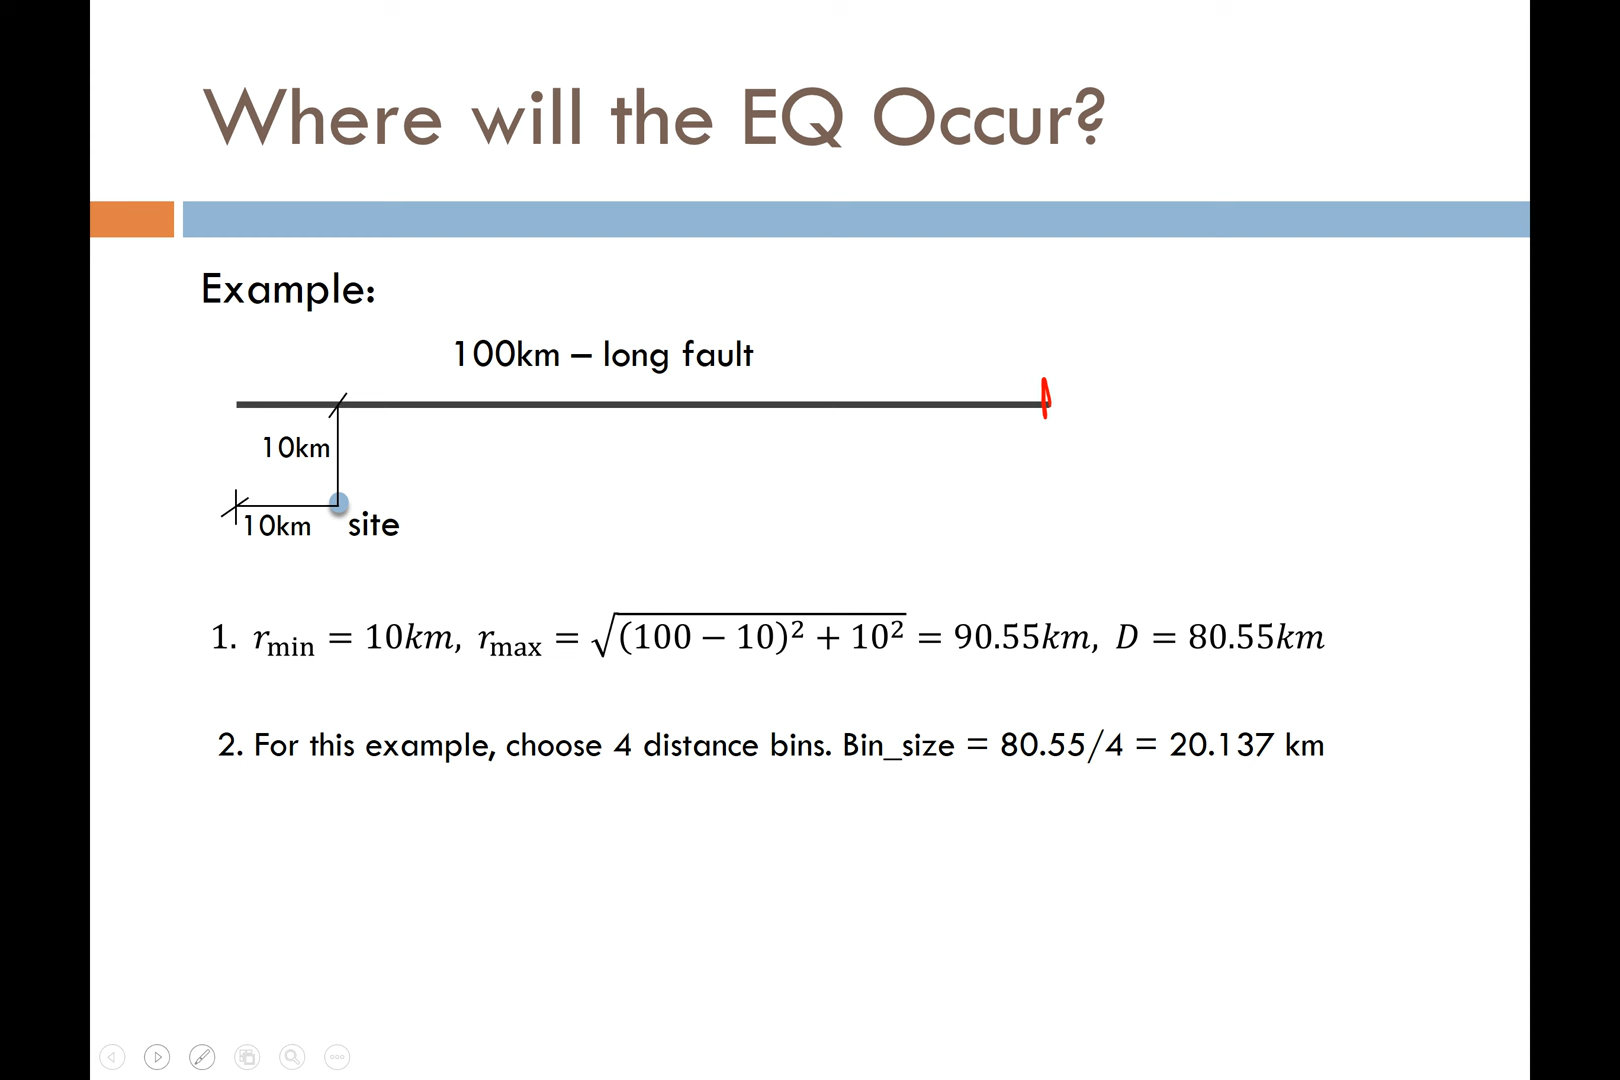 Where will the EQ Occur?
Example:
100km – long fault
10km
10km
site
1. r_min = 10km, r_max = √((100 − 10)² + 10²) = 90.55km, D = 80.55km
2. For this example, choose 4 distance bins. Bin_size = 80.55/4 = 20.137 km